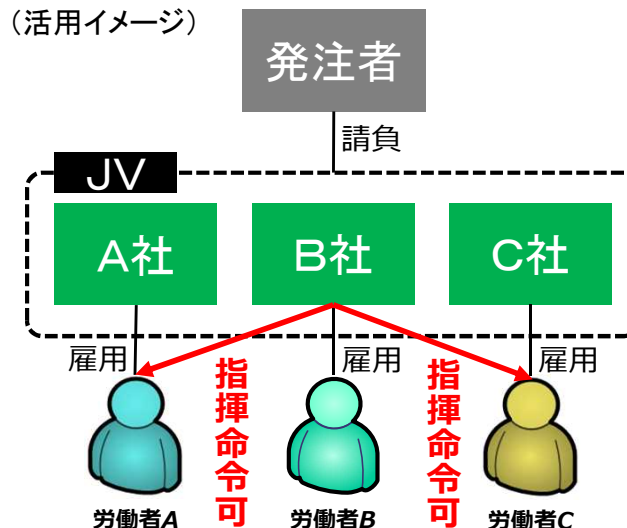 （活用イメージ）
発注者
請負
JV
A社
B社
C社
雇用
雇用
雇用
指揮命令可
指揮命令可
労働者A
労働者B
労働者C